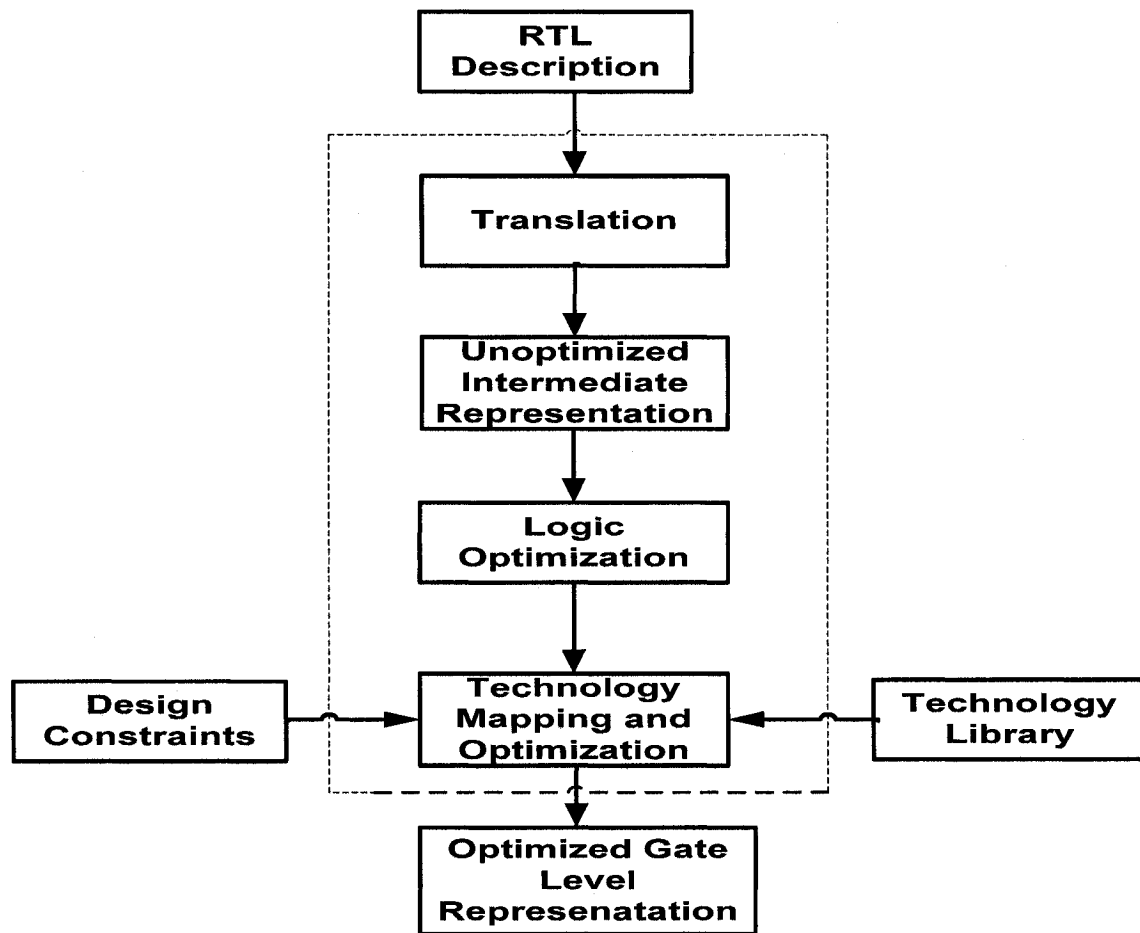 RTL
Description
Translation
Unoptimized
Intermediate
Representation
Logic
Optimization
Design
Constraints
Technology
Mapping and
Optimization
Technology
Library
Optimized Gate
Level
Represenatation